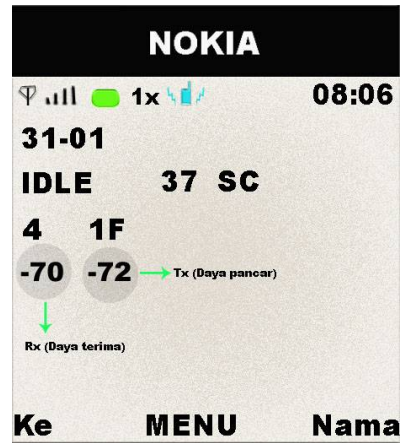 NOKIA
1x 08:06
31-01
IDLE 37 SC
4 1F
-70 -72 Tx (Daya pancar)
Rx (Daya terima)
Ke MENU Nama